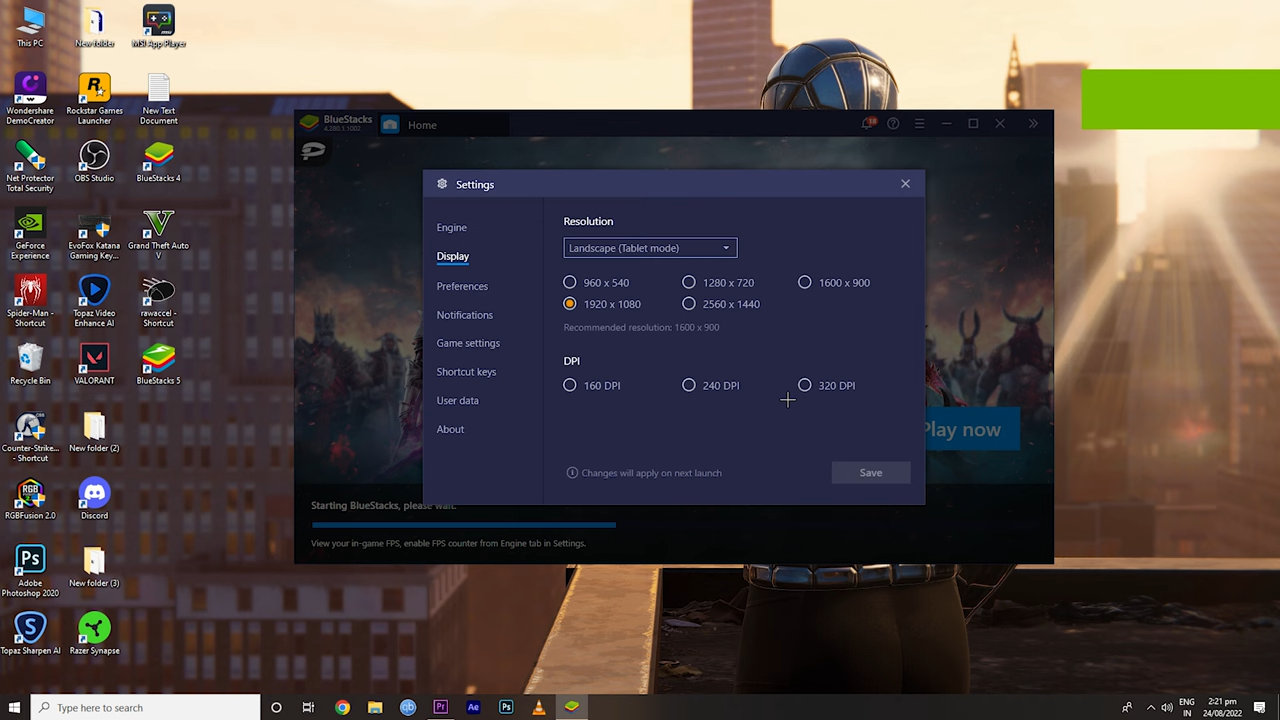 This PC
New folder
MSI App Player
Wondershare DemoCreator
Rockstar Games Launcher
New Text Document
Net Protector Total Security
OBS Studio
BlueStacks 4
GeForce Experience
EvoFox Katana Gaming Key...
Grand Theft Auto V
Spider-Man - Shortcut
Topaz Video Enhance AI
rawaccel - Shortcut
Recycle Bin
VALORANT
BlueStacks 5
Counter-Strike... - Shortcut
New folder (2)
RGBFusion 2.0
Discord
Adobe Photoshop 2020
New folder (3)
Topaz Sharpen AI
Razer Synapse
BlueStacks
4.280.1.1002
Home
Settings
Engine
Display
Preferences
Notifications
Game settings
Shortcut keys
User data
About
Resolution
Landscape (Tablet mode)
960 x 540
1280 x 720
1600 x 900
1920 x 1080
2560 x 1440
Recommended resolution: 1600 x 900
DPI
160 DPI
240 DPI
320 DPI
Changes will apply on next launch
Save
Play now
Starting BlueStacks, please wait.
View your in-game FPS, enable FPS counter from Engine tab in Settings.
Type here to search
ENG
IN
2:21 pm
24/08/2022